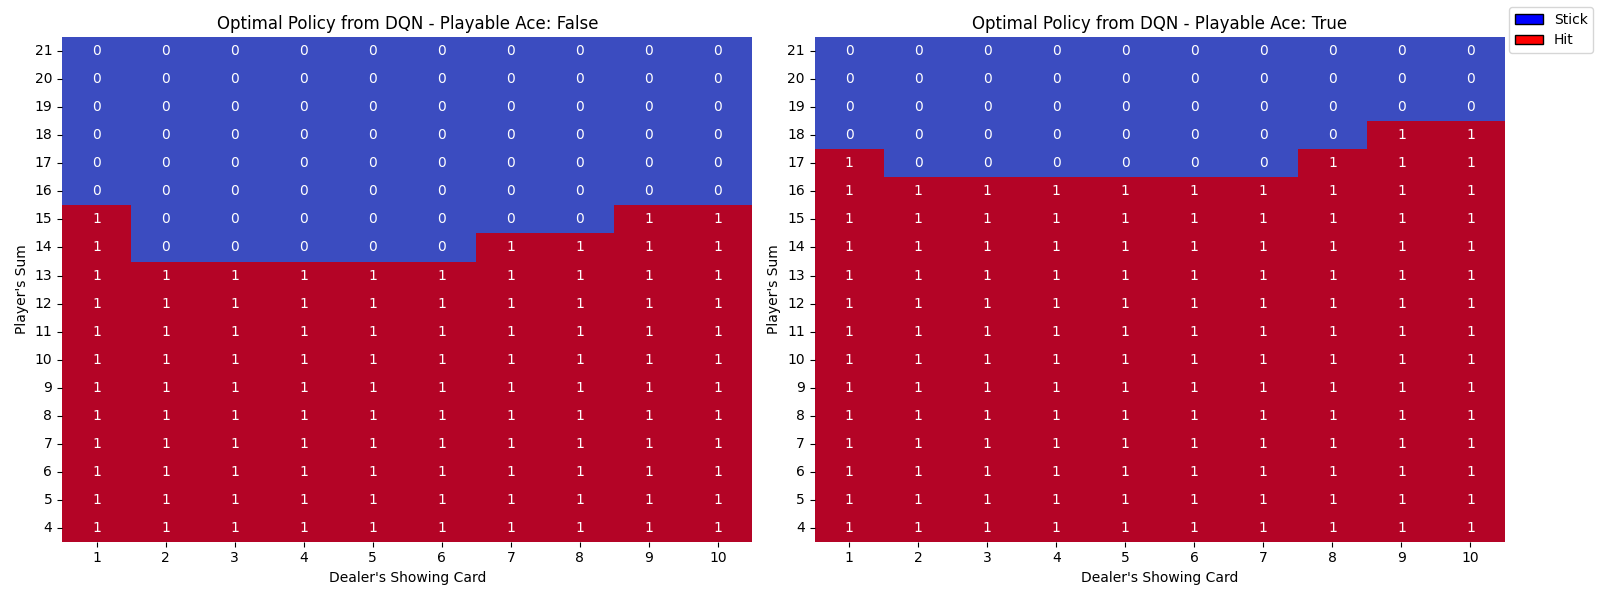 Optimal Policy from DQN - Playable Ace: False
21 0 0 0 0 0 0 0 0 0 0
20 0 0 0 0 0 0 0 0 0 0
19 0 0 0 0 0 0 0 0 0 0
18 0 0 0 0 0 0 0 0 0 0
17 0 0 0 0 0 0 0 0 0 0
16 0 0 0 0 0 0 0 0 0 0
15 1 0 0 0 0 0 0 0 1 1
14 1 0 0 0 0 0 1 1 1 1
13 1 1 1 1 1 1 1 1 1 1
12 1 1 1 1 1 1 1 1 1 1
11 1 1 1 1 1 1 1 1 1 1
10 1 1 1 1 1 1 1 1 1 1
9 1 1 1 1 1 1 1 1 1 1
8 1 1 1 1 1 1 1 1 1 1
7 1 1 1 1 1 1 1 1 1 1
6 1 1 1 1 1 1 1 1 1 1
5 1 1 1 1 1 1 1 1 1 1
4 1 1 1 1 1 1 1 1 1 1
1 2 3 4 5 6 7 8 9 10
Player's Sum
Dealer's Showing Card
Optimal Policy from DQN - Playable Ace: True
21 0 0 0 0 0 0 0 0 0 0
20 0 0 0 0 0 0 0 0 0 0
19 0 0 0 0 0 0 0 0 0 0
18 0 0 0 0 0 0 0 0 1 1
17 1 0 0 0 0 0 0 1 1 1
16 1 1 1 1 1 1 1 1 1 1
15 1 1 1 1 1 1 1 1 1 1
14 1 1 1 1 1 1 1 1 1 1
13 1 1 1 1 1 1 1 1 1 1
12 1 1 1 1 1 1 1 1 1 1
11 1 1 1 1 1 1 1 1 1 1
10 1 1 1 1 1 1 1 1 1 1
9 1 1 1 1 1 1 1 1 1 1
8 1 1 1 1 1 1 1 1 1 1
7 1 1 1 1 1 1 1 1 1 1
6 1 1 1 1 1 1 1 1 1 1
5 1 1 1 1 1 1 1 1 1 1
4 1 1 1 1 1 1 1 1 1 1
1 2 3 4 5 6 7 8 9 10
Player's Sum
Dealer's Showing Card
Stick
Hit